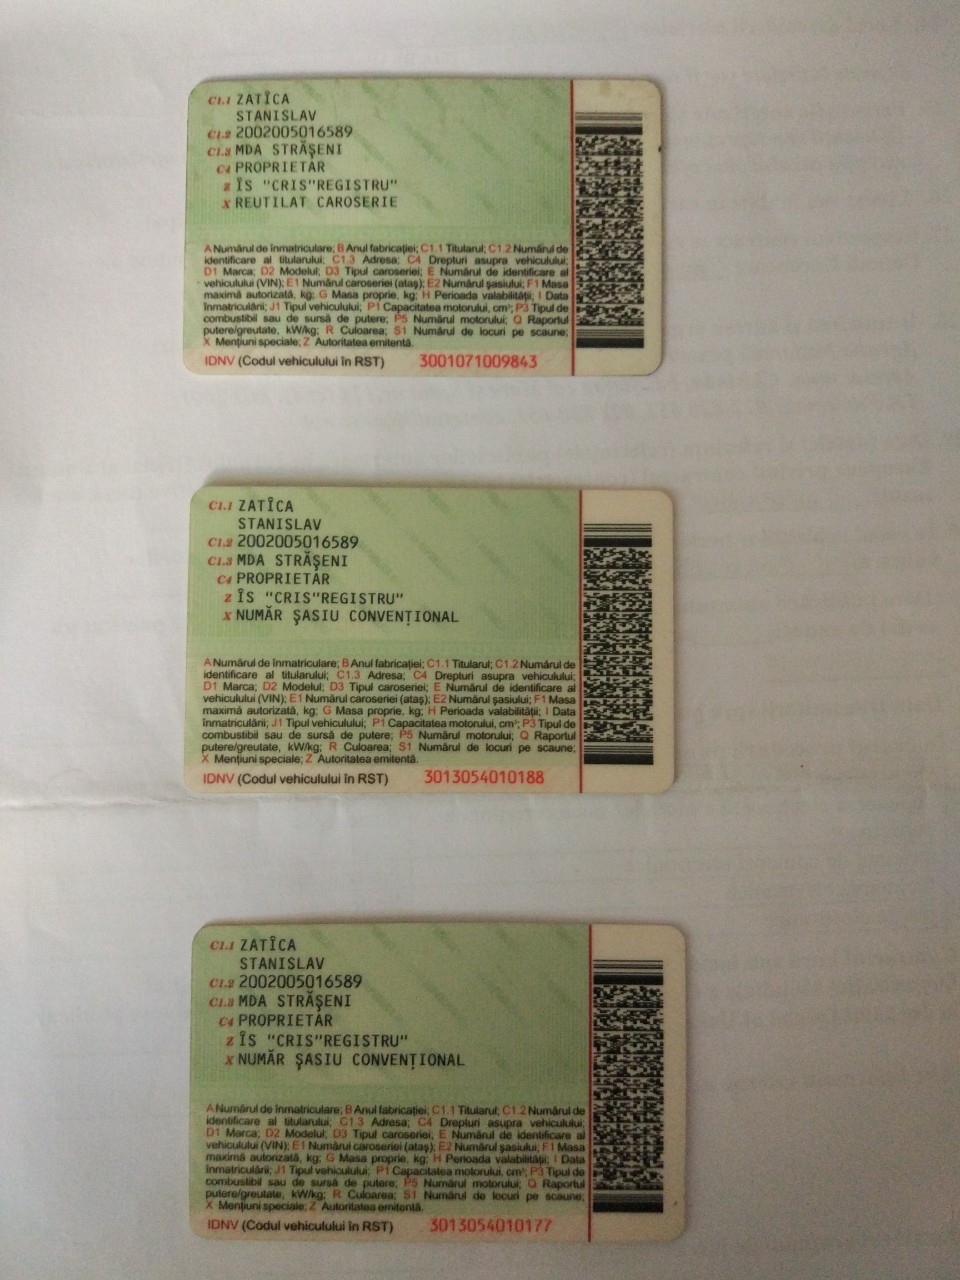 C1.1 ZATÎCA
STANISLAV
C1.2 2002005016589
C1.3 MDA STRĂŞENI
C4 PROPRIETAR
Z ÎS "CRIS"REGISTRU"
X REUTILAT CAROSERIE
A Numărul de înmatriculare; B Anul fabricaţiei; C1.1 Titularul; C1.2 Numărul de
identificare al titularului; C1.3 Adresa; C4 Drepturi asupra vehiculului;
D1 Marca; D2 Modelul; D3 Tipul caroseriei; E Numărul de identificare al
vehiculului (VIN); E1 Numărul caroseriei (ataş); E2 Numărul şasiului; F1 Masa
maximă autorizată, kg; G Masa proprie, kg; H Perioada valabilităţii; I Data
înmatriculării; J1 Tipul vehiculului; P1 Capacitatea motorului, cm³; P3 Tipul de
combustibil sau de sursă de putere; P5 Numărul motorului; Q Raportul
putere/greutate, kW/kg; R Culoarea; S1 Numărul de locuri pe scaune;
X Menţiuni speciale; Z Autoritatea emitentă.
IDNV (Codul vehiculului în RST) 3001071009843
C1.1 ZATÎCA
STANISLAV
C1.2 2002005016589
C1.3 MDA STRĂŞENI
C4 PROPRIETAR
Z ÎS "CRIS"REGISTRU"
X NUMĂR ŞASIU CONVENŢIONAL
A Numărul de înmatriculare; B Anul fabricaţiei; C1.1 Titularul; C1.2 Numărul de
identificare al titularului; C1.3 Adresa; C4 Drepturi asupra vehiculului;
D1 Marca; D2 Modelul; D3 Tipul caroseriei; E Numărul de identificare al
vehiculului (VIN); E1 Numărul caroseriei (ataş); E2 Numărul şasiului; F1 Masa
maximă autorizată, kg; G Masa proprie, kg; H Perioada valabilităţii; I Data
înmatriculării; J1 Tipul vehiculului; P1 Capacitatea motorului, cm³; P3 Tipul de
combustibil sau de sursă de putere; P5 Numărul motorului; Q Raportul
putere/greutate, kW/kg; R Culoarea; S1 Numărul de locuri pe scaune;
X Menţiuni speciale; Z Autoritatea emitentă.
IDNV (Codul vehiculului în RST) 3013054010188
C1.1 ZATÎCA
STANISLAV
C1.2 2002005016589
C1.3 MDA STRĂŞENI
C4 PROPRIETAR
Z ÎS "CRIS"REGISTRU"
X NUMĂR ŞASIU CONVENŢIONAL
A Numărul de înmatriculare; B Anul fabricaţiei; C1.1 Titularul; C1.2 Numărul de
identificare al titularului; C1.3 Adresa; C4 Drepturi asupra vehiculului;
D1 Marca; D2 Modelul; D3 Tipul caroseriei; E Numărul de identificare al
vehiculului (VIN); E1 Numărul caroseriei (ataş); E2 Numărul şasiului; F1 Masa
maximă autorizată, kg; G Masa proprie, kg; H Perioada valabilităţii; I Data
înmatriculării; J1 Tipul vehiculului; P1 Capacitatea motorului, cm³; P3 Tipul de
combustibil sau de sursă de putere; P5 Numărul motorului; Q Raportul
putere/greutate, kW/kg; R Culoarea; S1 Numărul de locuri pe scaune;
X Menţiuni speciale; Z Autoritatea emitentă.
IDNV (Codul vehiculului în RST) 3013054010177